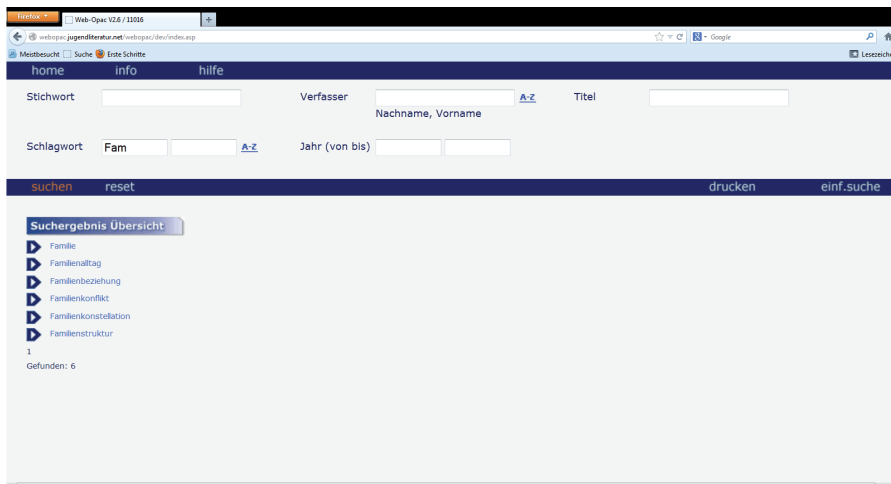 Firefox
Web-Opac V2.6 / 11016
webopac.jugendliteratur.net/webopac/dev/index.asp
Google
Meistbesucht Suche Erste Schritte
Lesezeiche
home info hilfe
Stichwort Verfasser A-Z Titel
Nachname, Vorname
Schlagwort Fam A-Z Jahr (von bis)
suchen reset drucken einf.suche
Suchergebnis Übersicht
Familie
Familienalltag
Familienbeziehung
Familienkonflikt
Familienkonstellation
Familienstruktur
1
Gefunden: 6